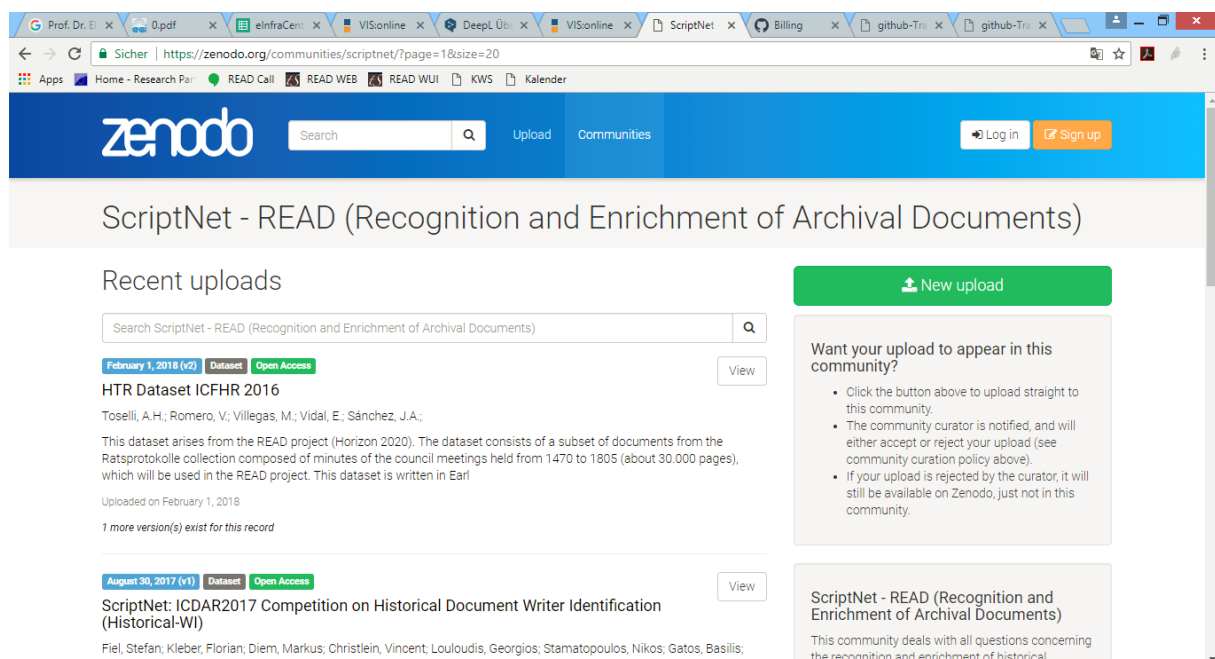 Prof. Dr. El
0.pdf
eInfraCent
VIS:online
DeepL Übe
VIS:online
ScriptNet -
Billing
github-Tra
github-Tra
Sicher | https://zenodo.org/communities/scriptnet/?page=1&size=20
Apps
Home - Research Par
READ Call
READ WEB
READ WUI
KWS
Kalender
zenodo
Search
Upload
Communities
Log in
Sign up
ScriptNet - READ (Recognition and Enrichment of Archival Documents)
Recent uploads
Search ScriptNet - READ (Recognition and Enrichment of Archival Documents)
February 1, 2018 (v2) Dataset Open Access
View
HTR Dataset ICFHR 2016
Toselli, A.H.; Romero, V.; Villegas, M.; Vidal, E.; Sánchez, J.A.;
This dataset arises from the READ project (Horizon 2020). The dataset consists of a subset of documents from the
Ratsprotokolle collection composed of minutes of the council meetings held from 1470 to 1805 (about 30.000 pages),
which will be used in the READ project. This dataset is written in Earl
Uploaded on February 1, 2018
1 more version(s) exist for this record
August 30, 2017 (v1) Dataset Open Access
View
ScriptNet: ICDAR2017 Competition on Historical Document Writer Identification
(Historical-WI)
Fiel, Stefan; Kleber, Florian; Diem, Markus; Christlein, Vincent; Louloudis, Georgios; Stamatopoulos, Nikos; Gatos, Basilis;
New upload
Want your upload to appear in this
community?
Click the button above to upload straight to
this community.
The community curator is notified, and will
either accept or reject your upload (see
community curation policy above).
If your upload is rejected by the curator, it will
still be available on Zenodo, just not in this
community.
ScriptNet - READ (Recognition and
Enrichment of Archival Documents)
This community deals with all questions concerning
the recognition and enrichment of historical